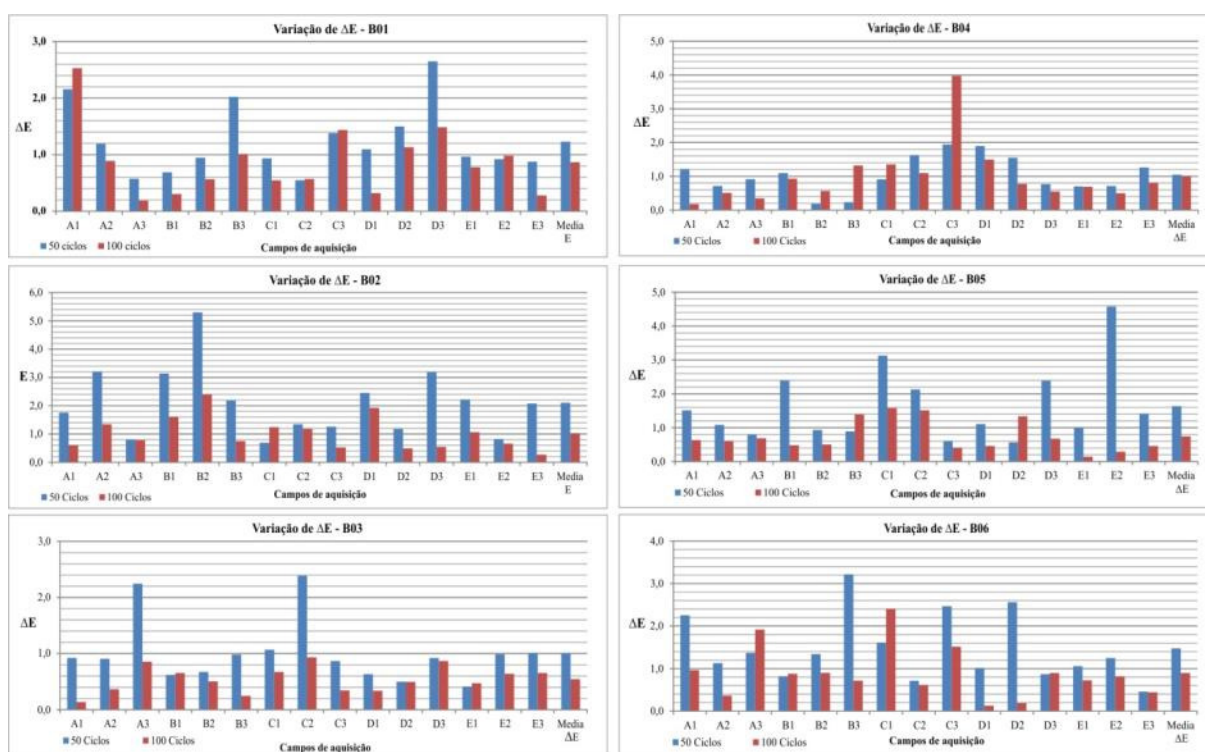 Variação de ΔE - B01
3,0
2,0
ΔE
1,0
0,0
A1 A2 A3 B1 B2 B3 C1 C2 C3 D1 D2 D3 E1 E2 E3 Media
E
50 ciclos 100 ciclos Campos de aquisição
Variação de ΔE - B04
5,0
4,0
3,0
ΔE
2,0
1,0
0,0
A1 A2 A3 B1 B2 B3 C1 C2 C3 D1 D2 D3 E1 E2 E3 Media
ΔE
50 Ciclos 100 Ciclos Campos de aquisição
Variação de ΔE - B02
6,0
5,0
4,0
E
3,0
2,0
1,0
0,0
A1 A2 A3 B1 B2 B3 C1 C2 C3 D1 D2 D3 E1 E2 E3 Media
E
50 Ciclos 100 Ciclos Campos de aquisição
Variação de ΔE - B05
5,0
4,0
3,0
ΔE
2,0
1,0
0,0
A1 A2 A3 B1 B2 B3 C1 C2 C3 D1 D2 D3 E1 E2 E3 Media
ΔE
50 Ciclos 100 Ciclos Campos de aquisição
Variação de ΔE - B03
3,0
2,0
ΔE
1,0
0,0
A1 A2 A3 B1 B2 B3 C1 C2 C3 D1 D2 D3 E1 E2 E3 Media
ΔE
50 Ciclos 100 Ciclos Campos de aquisição
Variação de ΔE - B06
4,0
3,0
ΔE
2,0
1,0
0,0
A1 A2 A3 B1 B2 B3 C1 C2 C3 D1 D2 D3 E1 E2 E3 Media
ΔE
50 Ciclos 100 Ciclos Campos de aquisição